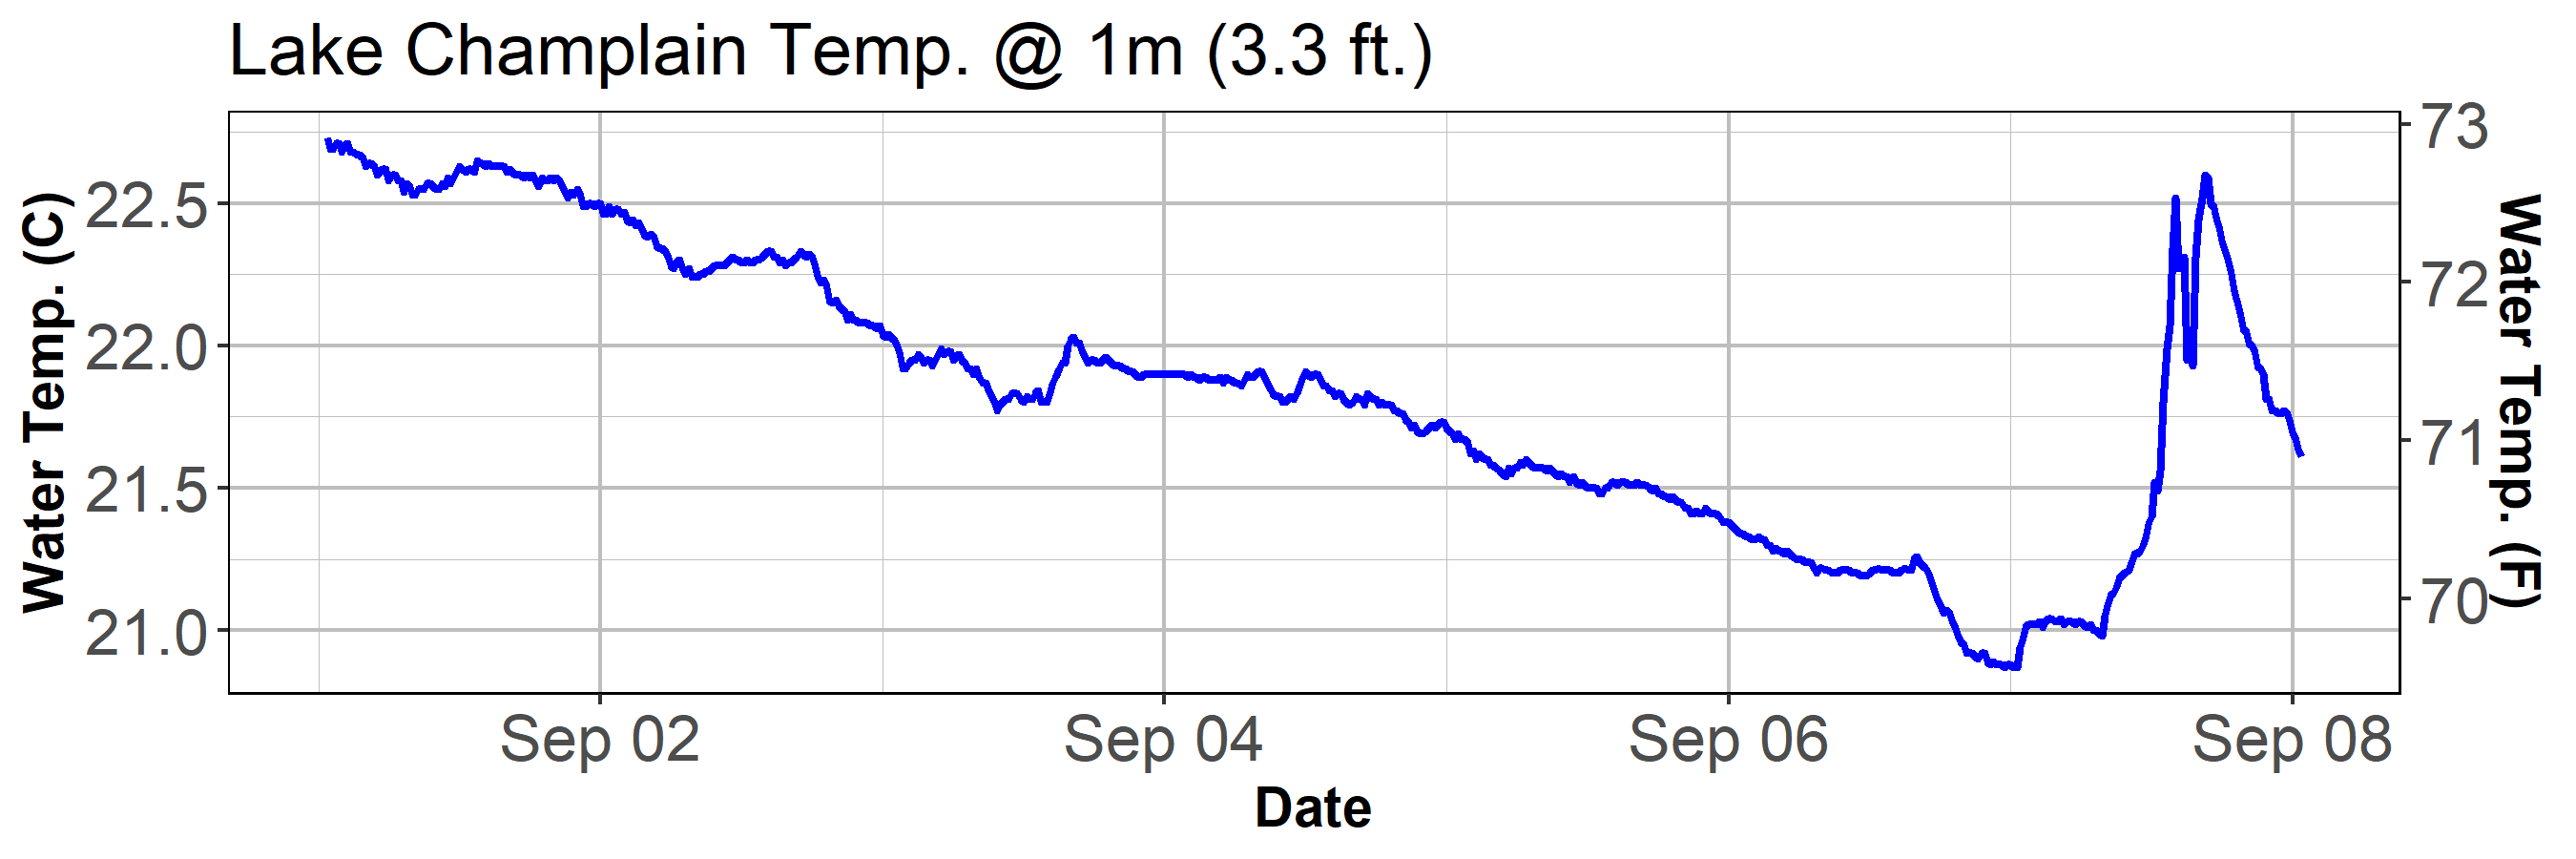 Lake Champlain Temp. @ 1m (3.3 ft.)
Water Temp. (C)
22.5
22.0
21.5
21.0
73
72
71
70
Water Temp. (F)
Sep 02
Sep 04
Sep 06
Sep 08
Date